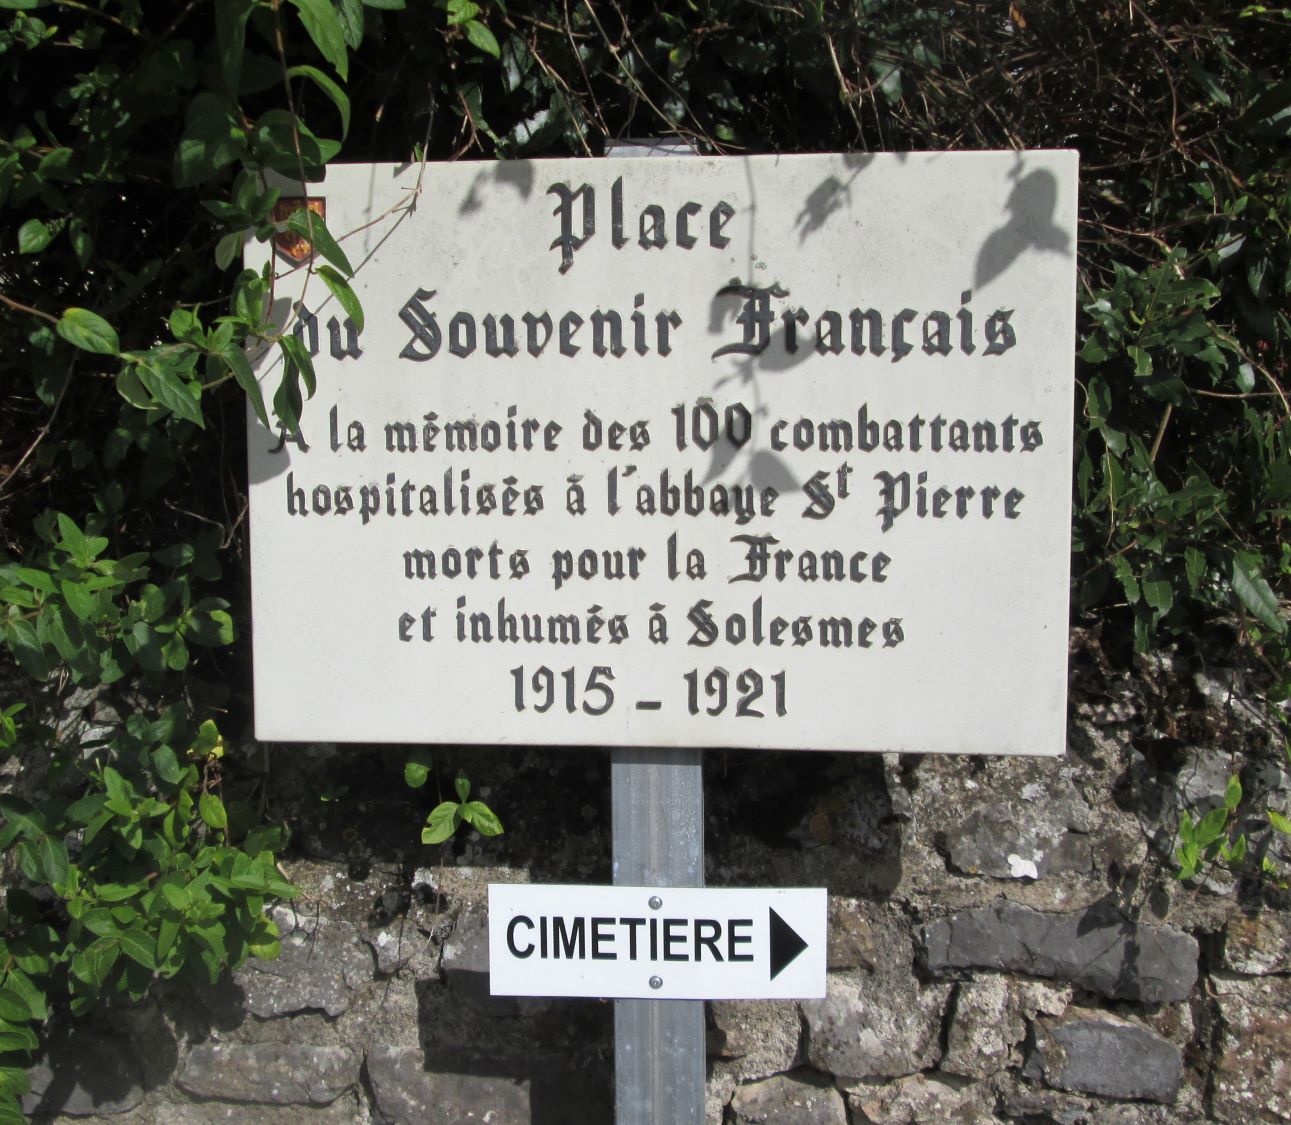 Place
du Souvenir Français
A la mémoire des 100 combattants
hospitalisés à l'abbaye St Pierre
morts pour la France
et inhumés à Solesmes
1915 - 1921
CIMETIERE